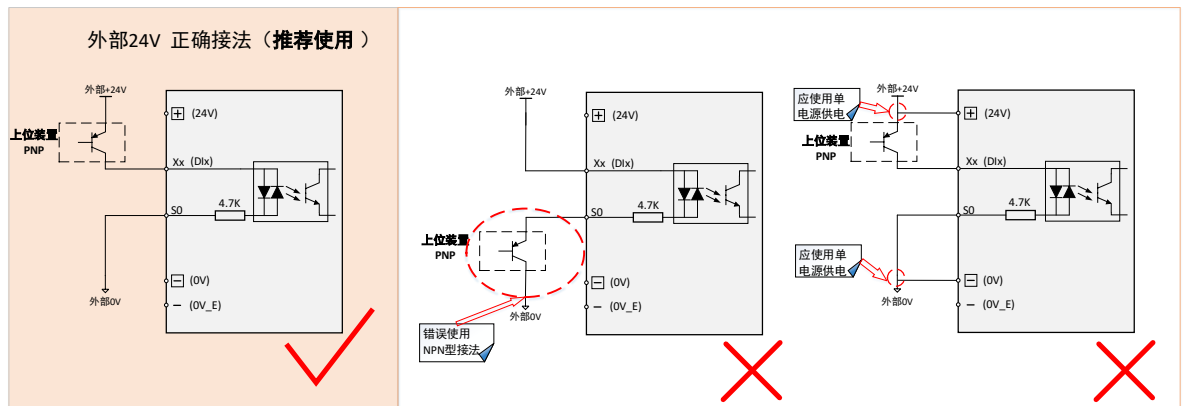 外部24V 正确接法（推荐使用 ）
外部+24V
(24V)
上位装置
PNP
Xx (DIx)
4.7K
S0
(0V)
外部0V
(0V_E)
外部+24V
(24V)
Xx (DIx)
4.7K
S0
上位装置
PNP
(0V)
(0V_E)
外部0V
错误使用
NPN型接法
外部+24V
应使用单
电源供电
(24V)
上位装置
PNP
Xx (DIx)
4.7K
S0
应使用单
电源供电
(0V)
外部0V
(0V_E)